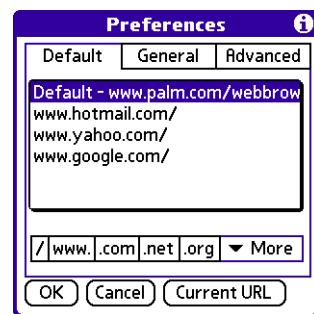 Preferences i
Default General Advanced
Default - www.palm.com/webbrow
www.hotmail.com/
www.yahoo.com/
www.google.com/
/ www. .com .net .org More
OK Cancel Current URL